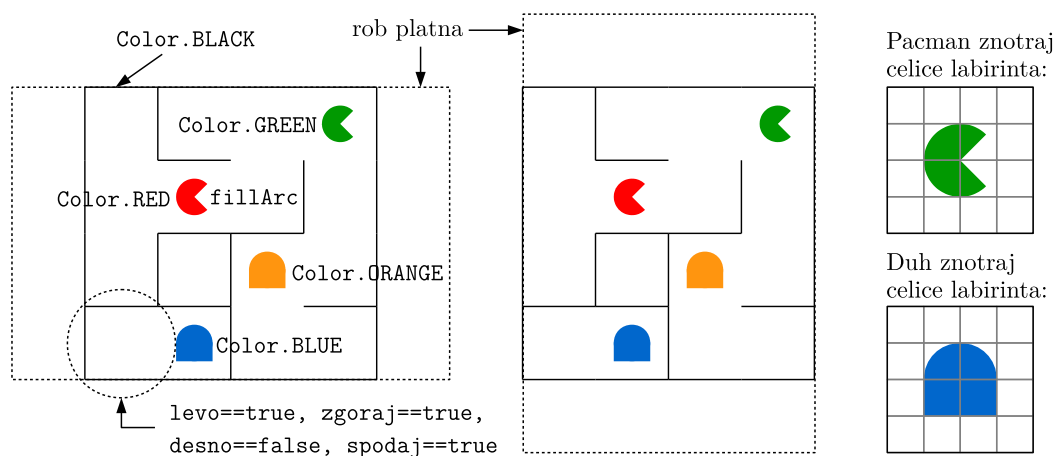 Color.BLACK
rob platna
Color.GREEN
Color.RED
fillArc
Color.ORANGE
Color.BLUE
levo==true, zgoraj==true,
desno==false, spodaj==true
Pacman znotraj
celice labirinta:
Duh znotraj
celice labirinta: